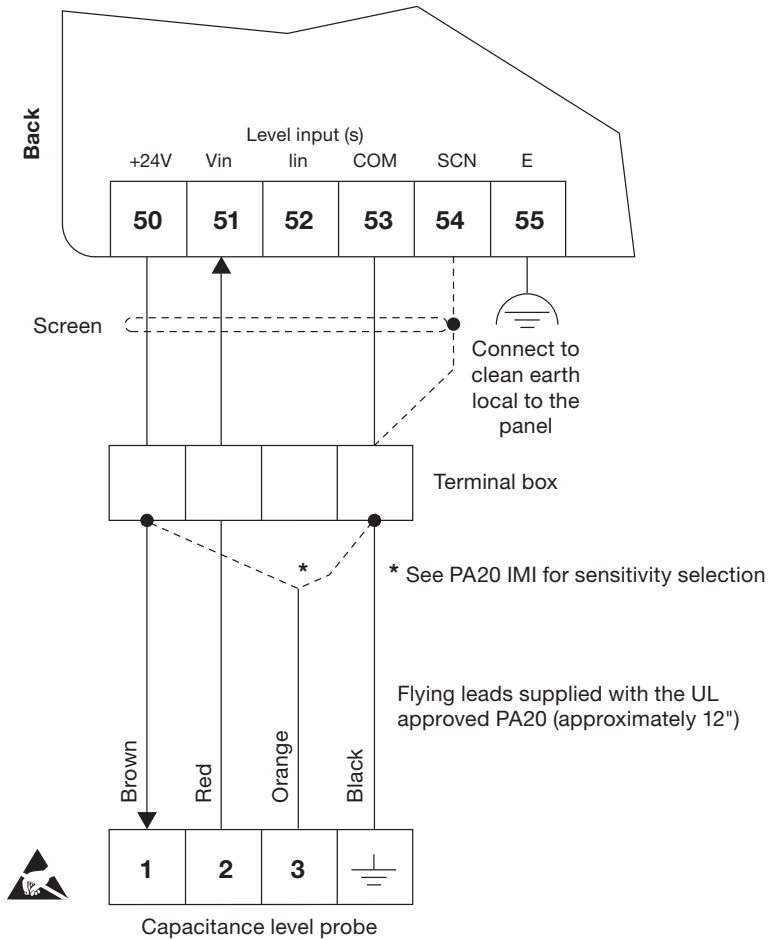 Back
Level input (s)
+24V Vin Iin COM SCN E
50 51 52 53 54 55
Screen
Connect to
clean earth
local to the
panel
Terminal box
*
* See PA20 IMI for sensitivity selection
Flying leads supplied with the UL
approved PA20 (approximately 12")
Brown
Red
Orange
Black
1 2 3
Capacitance level probe